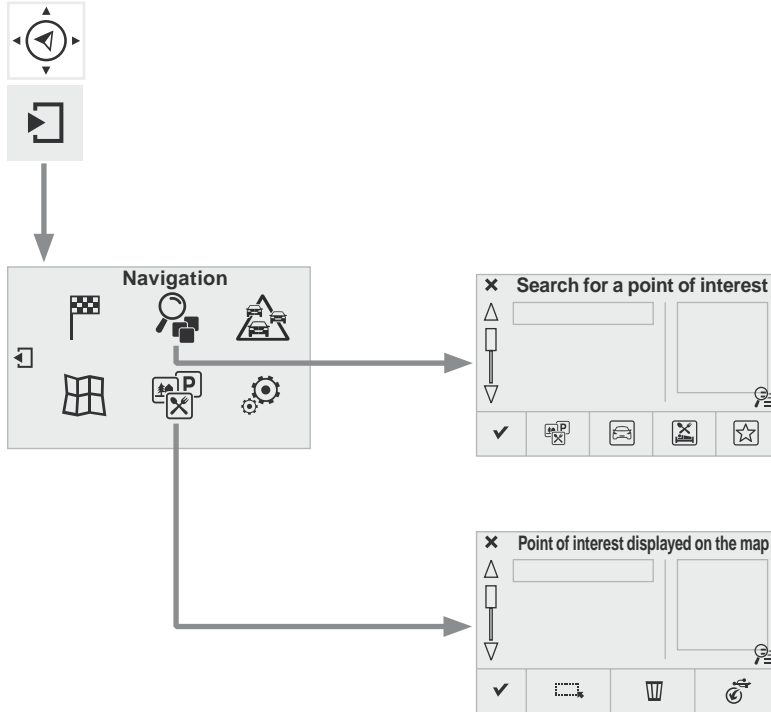 Navigation
P
Search for a point of interest
P
Point of interest displayed on the map